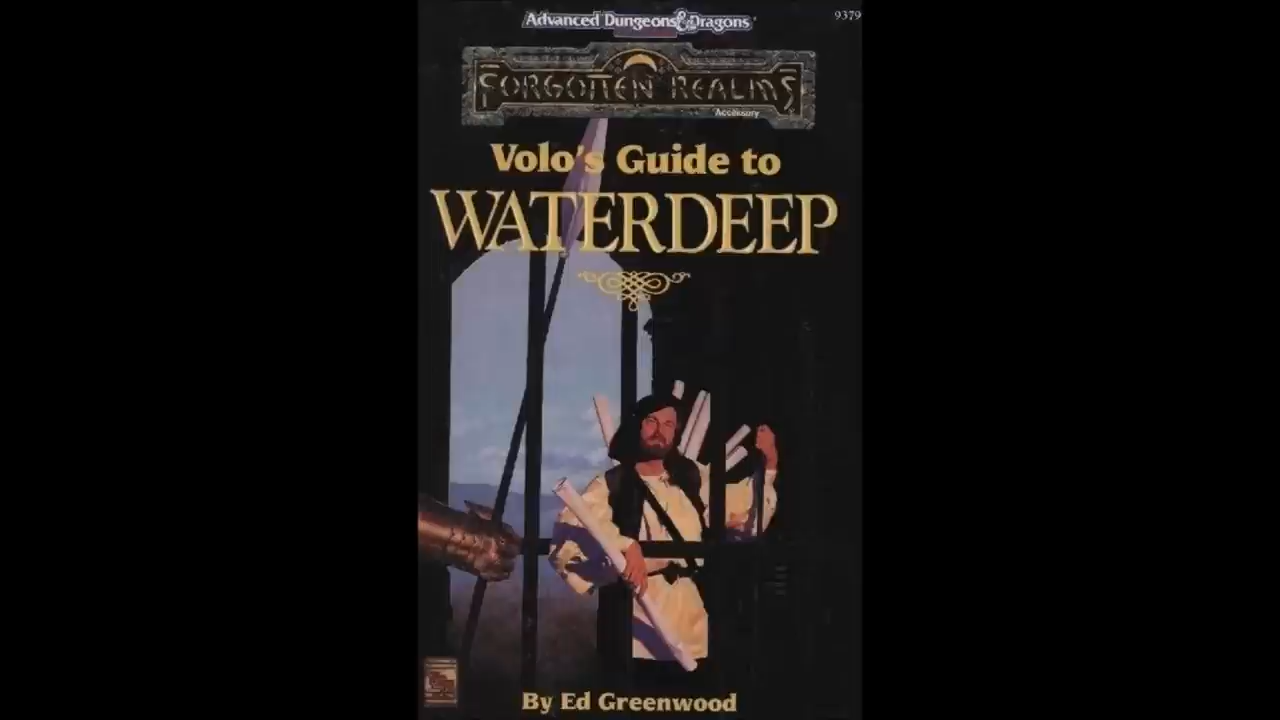 Advanced Dungeons & Dragons
9379
FORGOTTEN REALMS
Accessory
Volo's Guide to
WATERDEEP
By Ed Greenwood